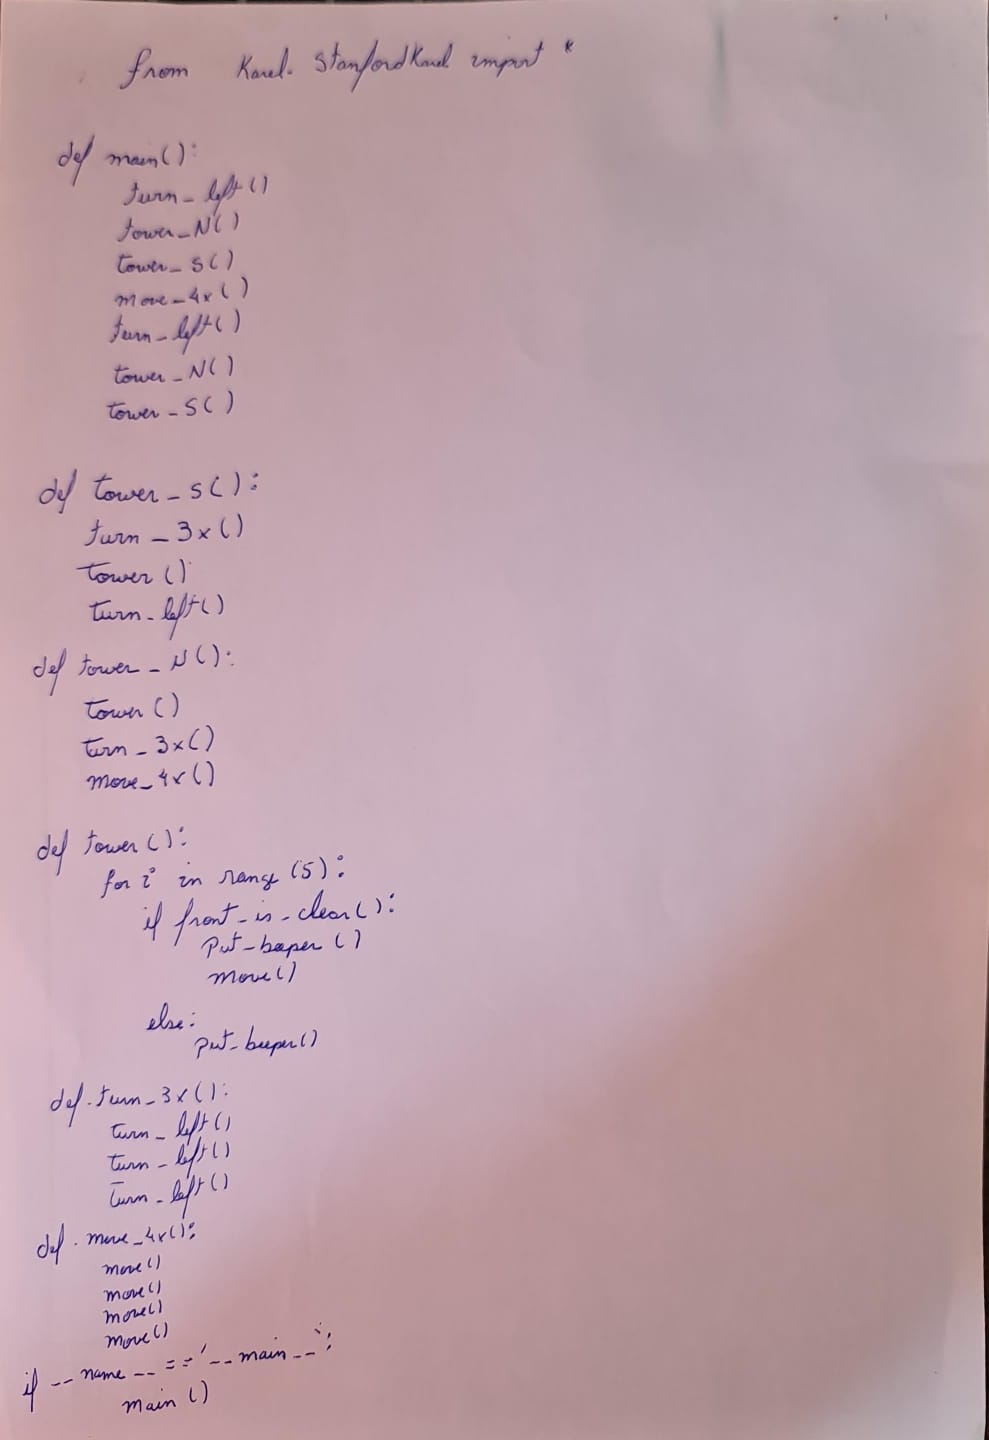 from Karel. StanfordKarel import *
def main():
turn_left()
tower_N()
tower_S()
move_4x()
turn_left()
tower_N()
tower_S()
def tower_S():
turn_3x()
tower()
turn_left()
def tower_N():
tower()
turn_3x()
move_4x()
def tower():
for i in range(5):
if front_is_clear():
Put_beeper()
move()
else:
put_beeper()
def.turn_3x():
turn_left()
turn_left()
turn_left()
def. move_4x():
move()
move()
move()
move()
if __name__=='__main__':
main()